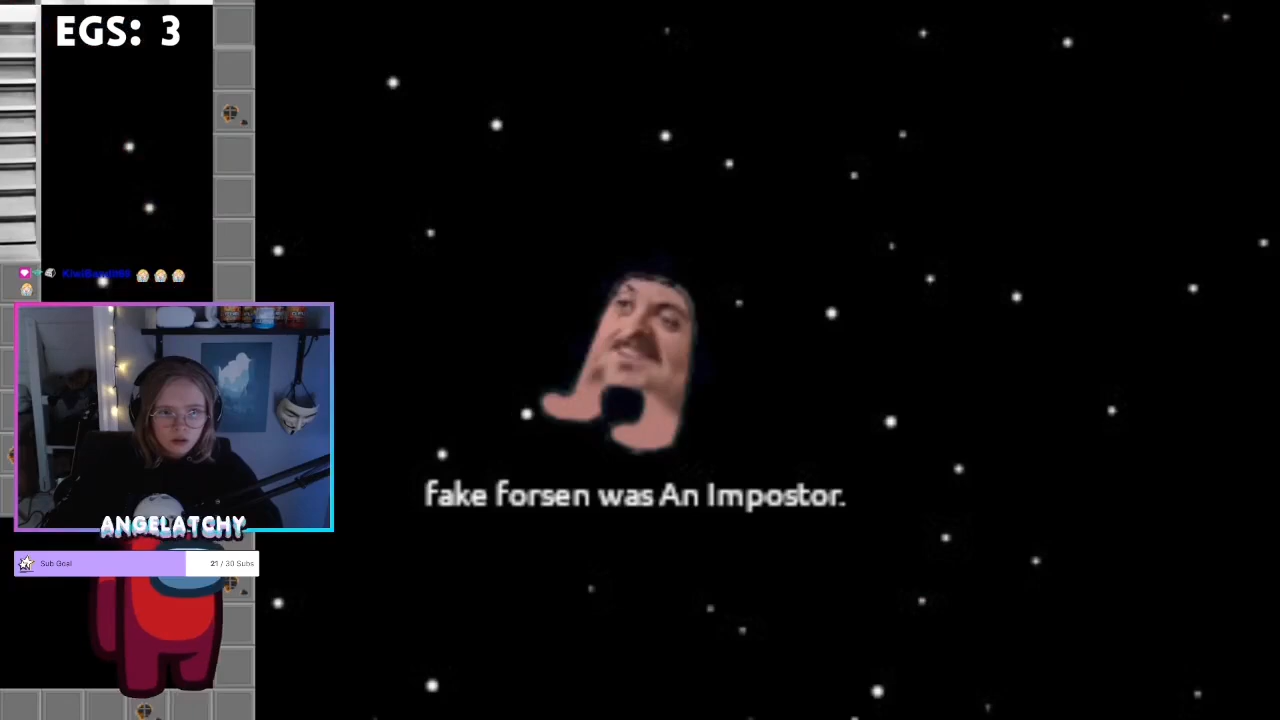 EGS: 3
fake forsen was An Impostor.
ANGELATCHY
Sub Goal
21 / 30 Subs